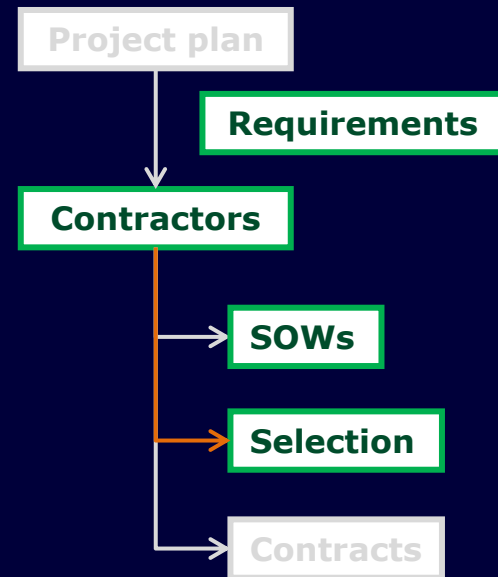 Project plan
Requirements
Contractors
SOWs
Selection
Contracts